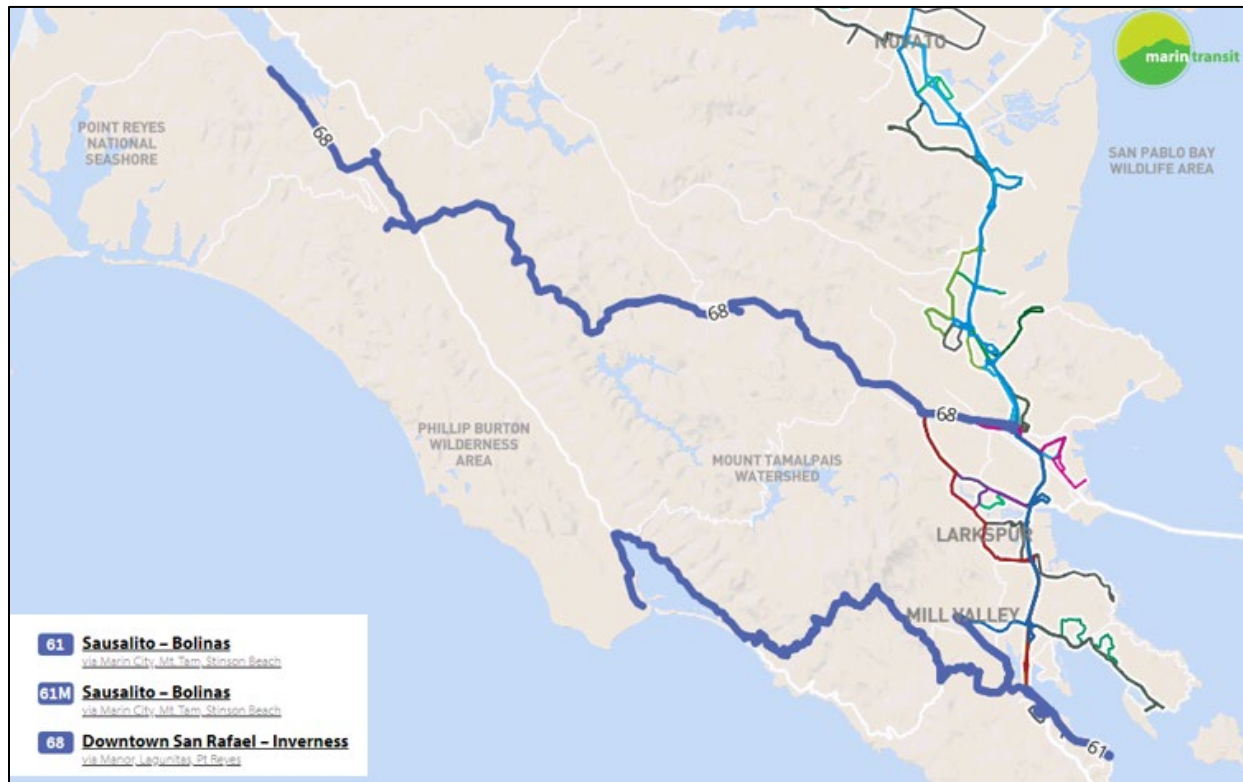 NOVATO
marintransit
POINT REYES
NATIONAL
SEASHORE
SAN PABLO BAY
WILDLIFE AREA
68
68
68
PHILLIP BURTON
WILDERNESS
AREA
MOUNT TAMALPAIS
WATERSHED
LARKSPUR
MILL VALLEY
61
61 Sausalito – Bolinas
via Marin City, Mt. Tam, Stinson Beach
61M Sausalito – Bolinas
via Marin City, Mt. Tam, Stinson Beach
68 Downtown San Rafael – Inverness
via Manor, Lagunitas, Pt Reyes